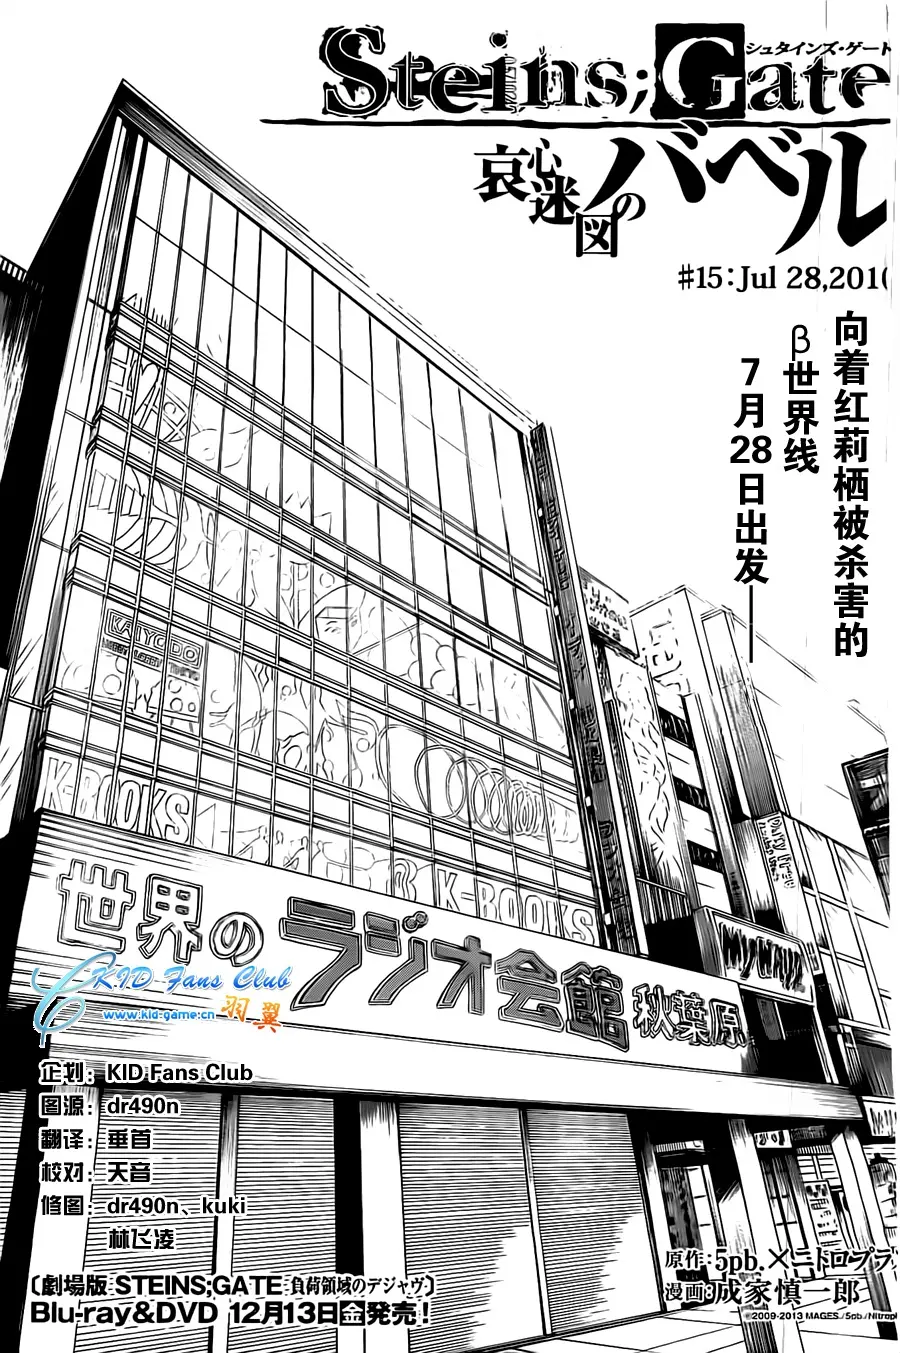 Steins;Gate
シュタインズ・ゲート
哀心迷図のバベル
#15:Jul 28,201
向着红莉栖被杀害的
β世界线
7月28日出发——
KAIYODO
K-BOOKS
K-BOOKS
世界のラジオ会館 秋葉原
KID Fans Club
www.kid-game.cn 羽翼
企划：KID Fans Club
图源：dr490n
翻译：垂首
校对：天音
修图：dr490n、kuki
林飞凌
〔劇場版 STEINS;GATE 負荷領域のデジャヴ〕
Blu-ray&DVD 12月13日㊎発売！
原作：5pb.×ニトロプラ
漫画：成家慎一郎
©2009-2013 MAGES./5pb./Nitropl